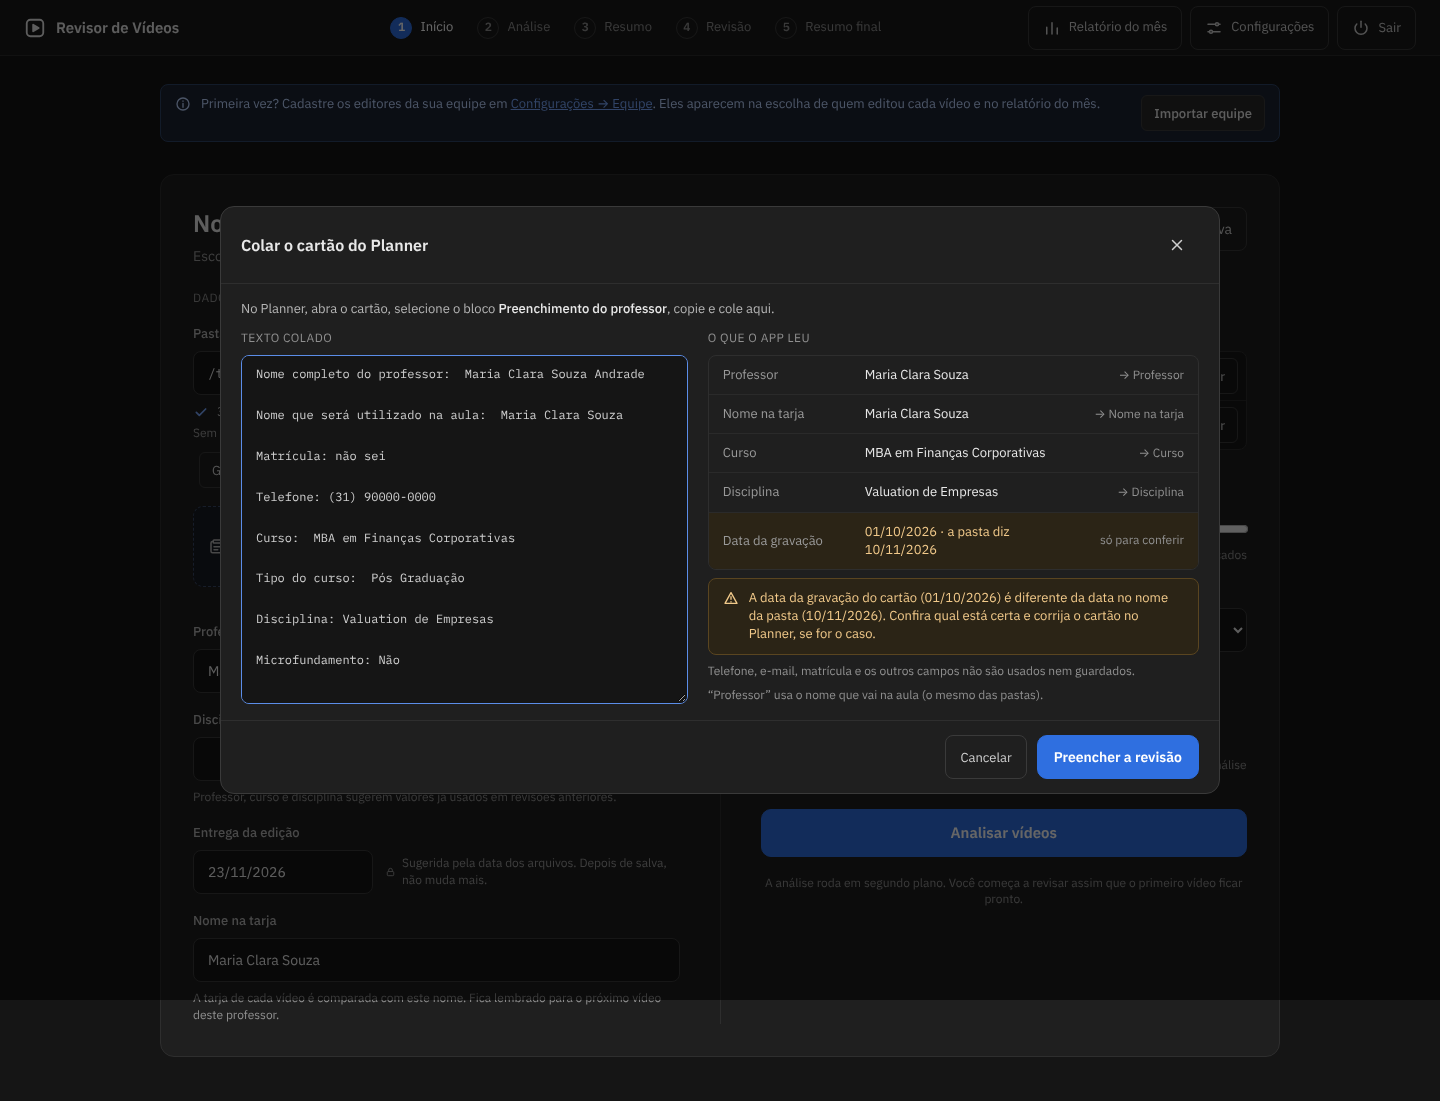 Revisor de Vídeos
1 Início
2 Análise
3 Resumo
4 Revisão
5 Resumo final
Relatório do mês
Configurações
Sair
Primeira vez? Cadastre os editores da sua equipe em Configurações → Equipe. Eles aparecem na escolha de quem editou cada vídeo e no relatório do mês.
Importar equipe
Colar o cartão do Planner
No Planner, abra o cartão, selecione o bloco Preenchimento do professor, copie e cole aqui.
TEXTO COLADO
Nome completo do professor: Maria Clara Souza Andrade
Nome que será utilizado na aula: Maria Clara Souza
Matrícula: não sei
Telefone: (31) 90000-0000
Curso: MBA em Finanças Corporativas
Tipo do curso: Pós Graduação
Disciplina: Valuation de Empresas
Microfundamento: Não
O QUE O APP LEU
Professor Maria Clara Souza → Professor
Nome na tarja Maria Clara Souza → Nome na tarja
Curso MBA em Finanças Corporativas → Curso
Disciplina Valuation de Empresas → Disciplina
Data da gravação 01/10/2026 · a pasta diz 10/11/2026 só para conferir
A data da gravação do cartão (01/10/2026) é diferente da data no nome
da pasta (10/11/2026). Confira qual está certa e corrija o cartão no
Planner, se for o caso.
Telefone, e-mail, matrícula e os outros campos não são usados nem guardados.
“Professor” usa o nome que vai na aula (o mesmo das pastas).
Cancelar
Preencher a revisão
Professor, curso e disciplina sugerem valores já usados em revisões anteriores.
Entrega da edição
23/11/2026
Sugerida pela data dos arquivos. Depois de salva,
não muda mais.
Nome na tarja
Maria Clara Souza
A tarja de cada vídeo é comparada com este nome. Fica lembrado para o próximo vídeo
deste professor.
Analisar vídeos
A análise roda em segundo plano. Você começa a revisar assim que o primeiro vídeo ficar
pronto.